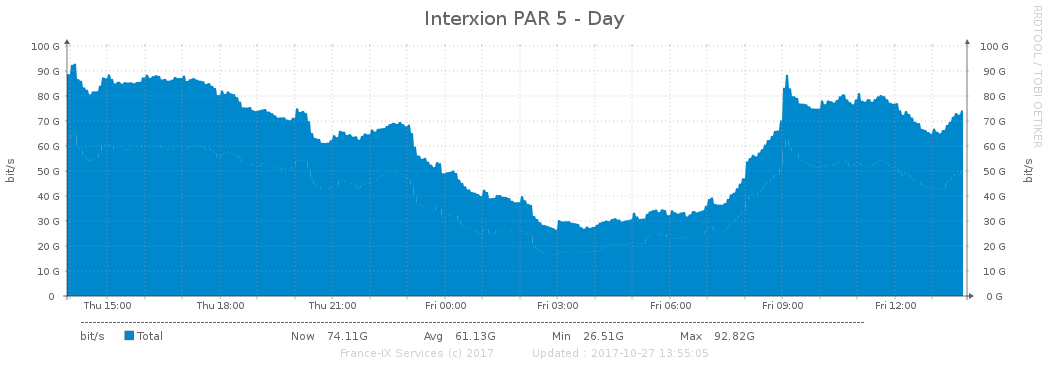 Interxion PAR 5 - Day
RRDTOOL / TOBI OETIKER
bit/s
bit/s
100 G 100 G
90 G 90 G
80 G 80 G
70 G 70 G
60 G 60 G
50 G 50 G
40 G 40 G
30 G 30 G
20 G 20 G
10 G 10 G
0 0 G
Thu 15:00 Thu 18:00 Thu 21:00 Fri 00:00 Fri 03:00 Fri 06:00 Fri 09:00 Fri 12:00
bit/s Total Now 74.11G Avg 61.13G Min 26.51G Max 92.82G
France-IX Services (c) 2017 Updated : 2017-10-27 13:55:05